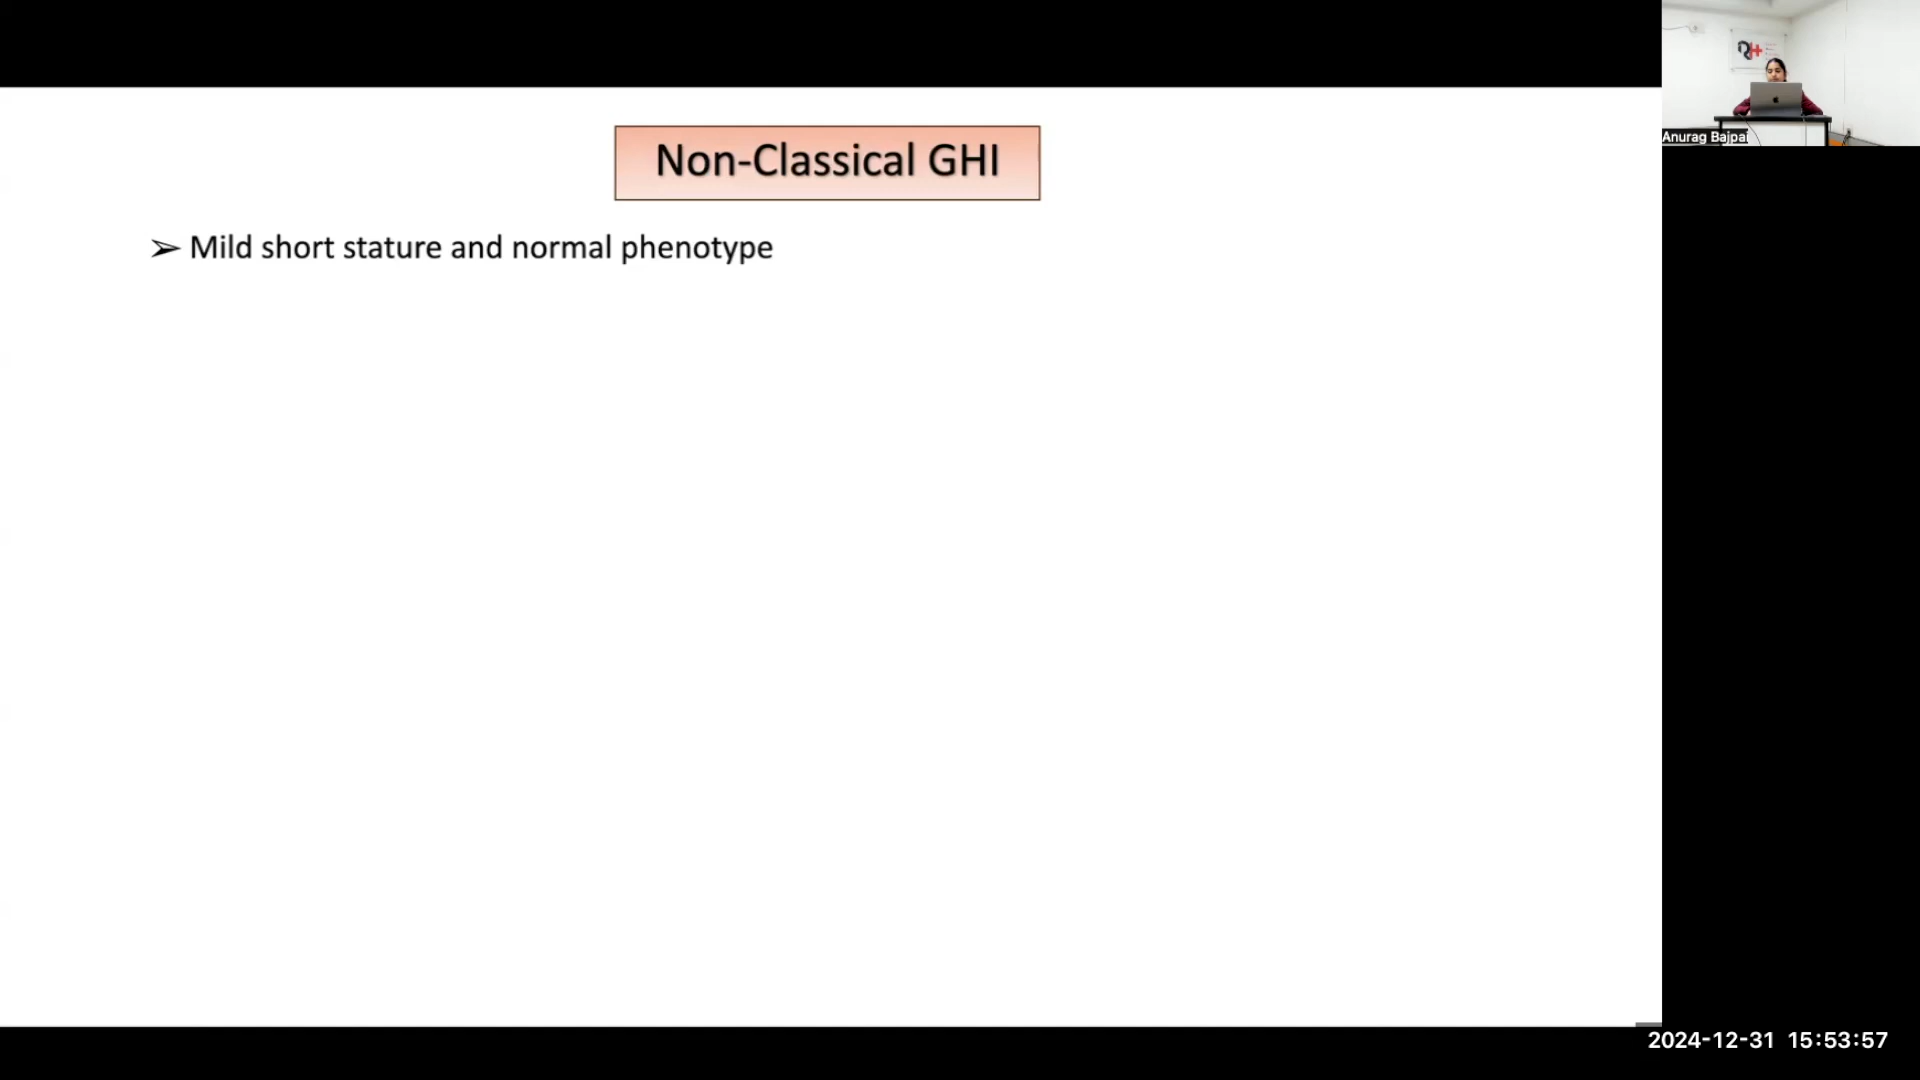 Non-Classical GHI
➢ Mild short stature and normal phenotype
Anurag Bajpai
2024-12-31 15:53:57